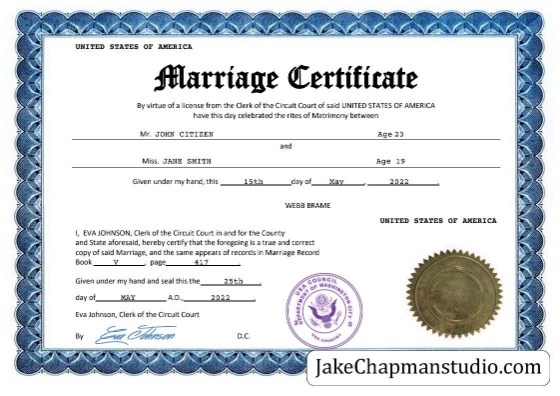 UNITED STATES OF AMERICA
Marriage Certificate
By virtue of a license from the Clerk of the Circuit Court of said UNITED STATES OF AMERICA
have this day celebrated the rites of Matrimony between
Mr. JOHN CITIZEN Age 23
and
Miss. JANE SMITH Age 19
Given under my hand, this 15th day of May , 2022 .
WEBB BRAME
UNITED STATES OF AMERICA
I, EVA JOHNSON, Clerk of the Circuit Court in and for the County
and State aforesaid, hereby certify that the foregoing is a true and correct
copy of said Marriage, and the same appears of records in Marriage Record
Book V , page 417
Given under my hand and seal this the 25th ,
day of MAY A.D., 2022 .
Eva Johnson, Clerk of the Circuit Court
By Eva Johnson D.C.
USA COUNCIL
DEPARTMENT OF WASHINGTON CITY
JakeChapmanstudio.com